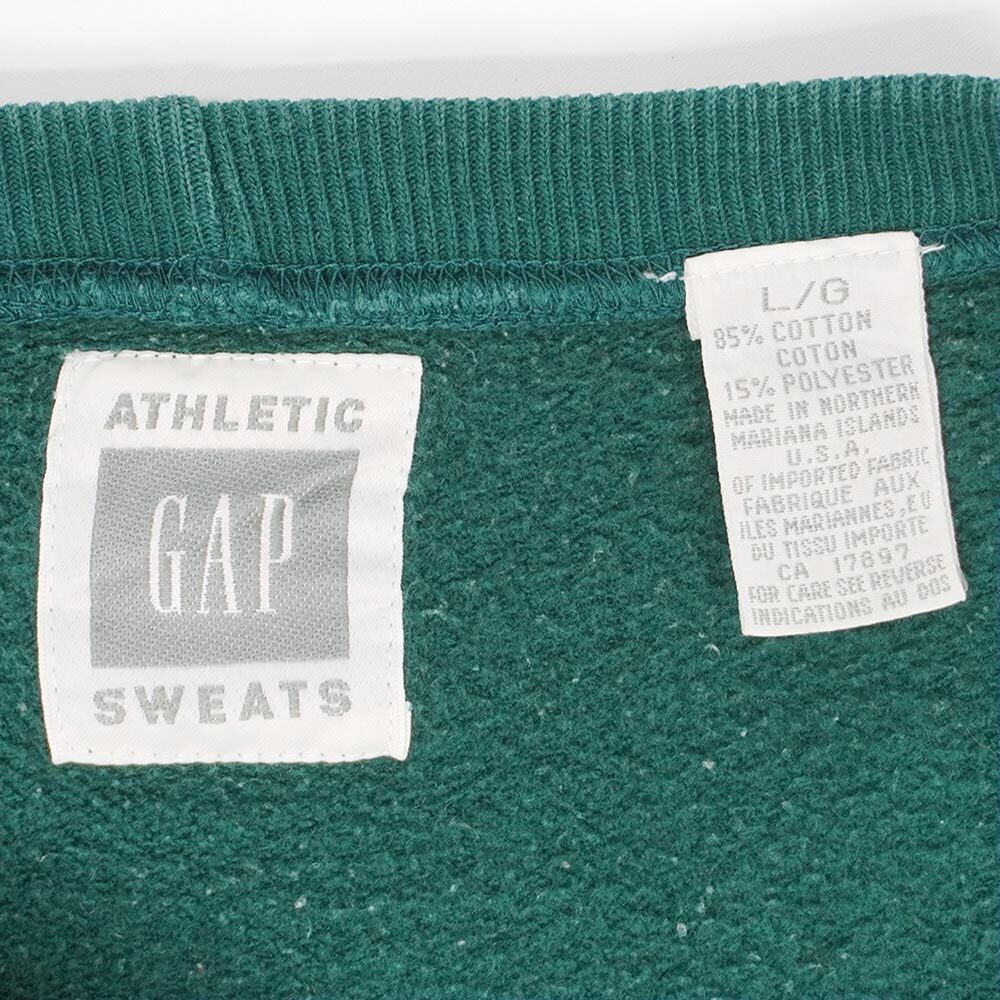 ATHLETIC
GAP
SWEATS
L/G
85% COTTON
COTON
15% POLYESTER
MADE IN NORTHERN
MARIANA ISLANDS
U.S.A.
OF IMPORTED FABRIC
FABRIQUE AUX
ILES MARIANNES, E U
DU TISSU IMPORTE
CA 17897
FOR CARE SEE REVERSE
INDICATIONS AU DOS